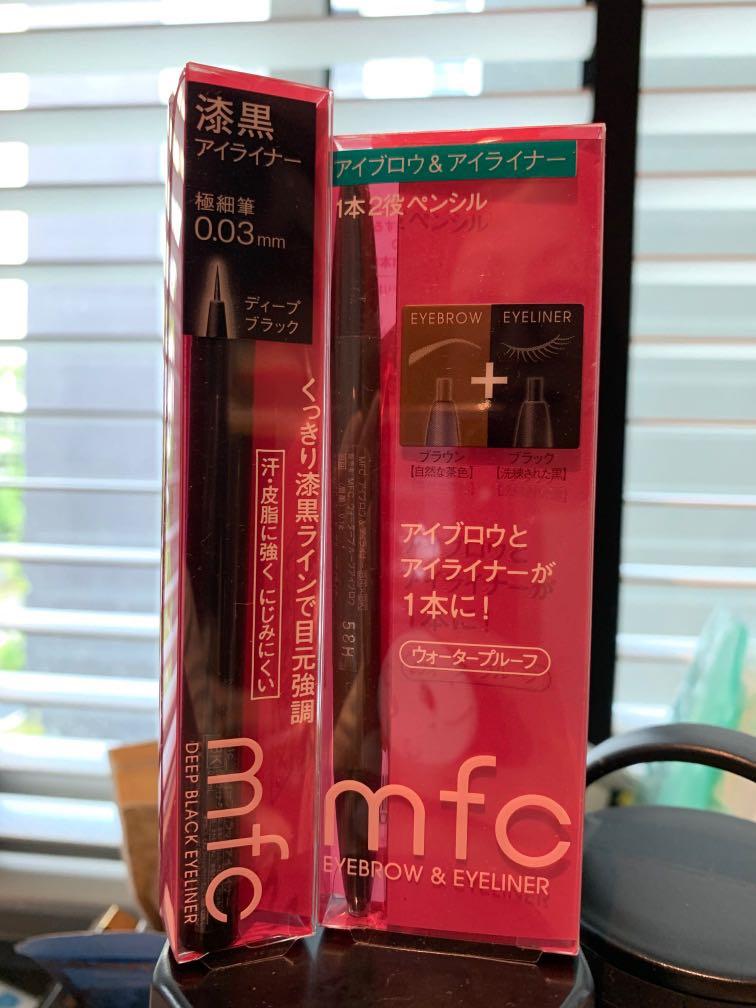 漆黒
アイライナー
極細筆
0.03mm
ディープ
ブラック
くっきり漆黒ラインで目元強調
汗・皮脂に強く にじみにくい
mfc
DEEP BLACK EYELINER
アイブロウ&アイライナー
1本2役ペンシル
EYEBROW
EYELINER
+
ブラウン
【自然な茶色】
ブラック
【洗練された黒】
アイブロウと
アイライナーが
1本に!
ウォータープルーフ
mfc
EYEBROW & EYELINER